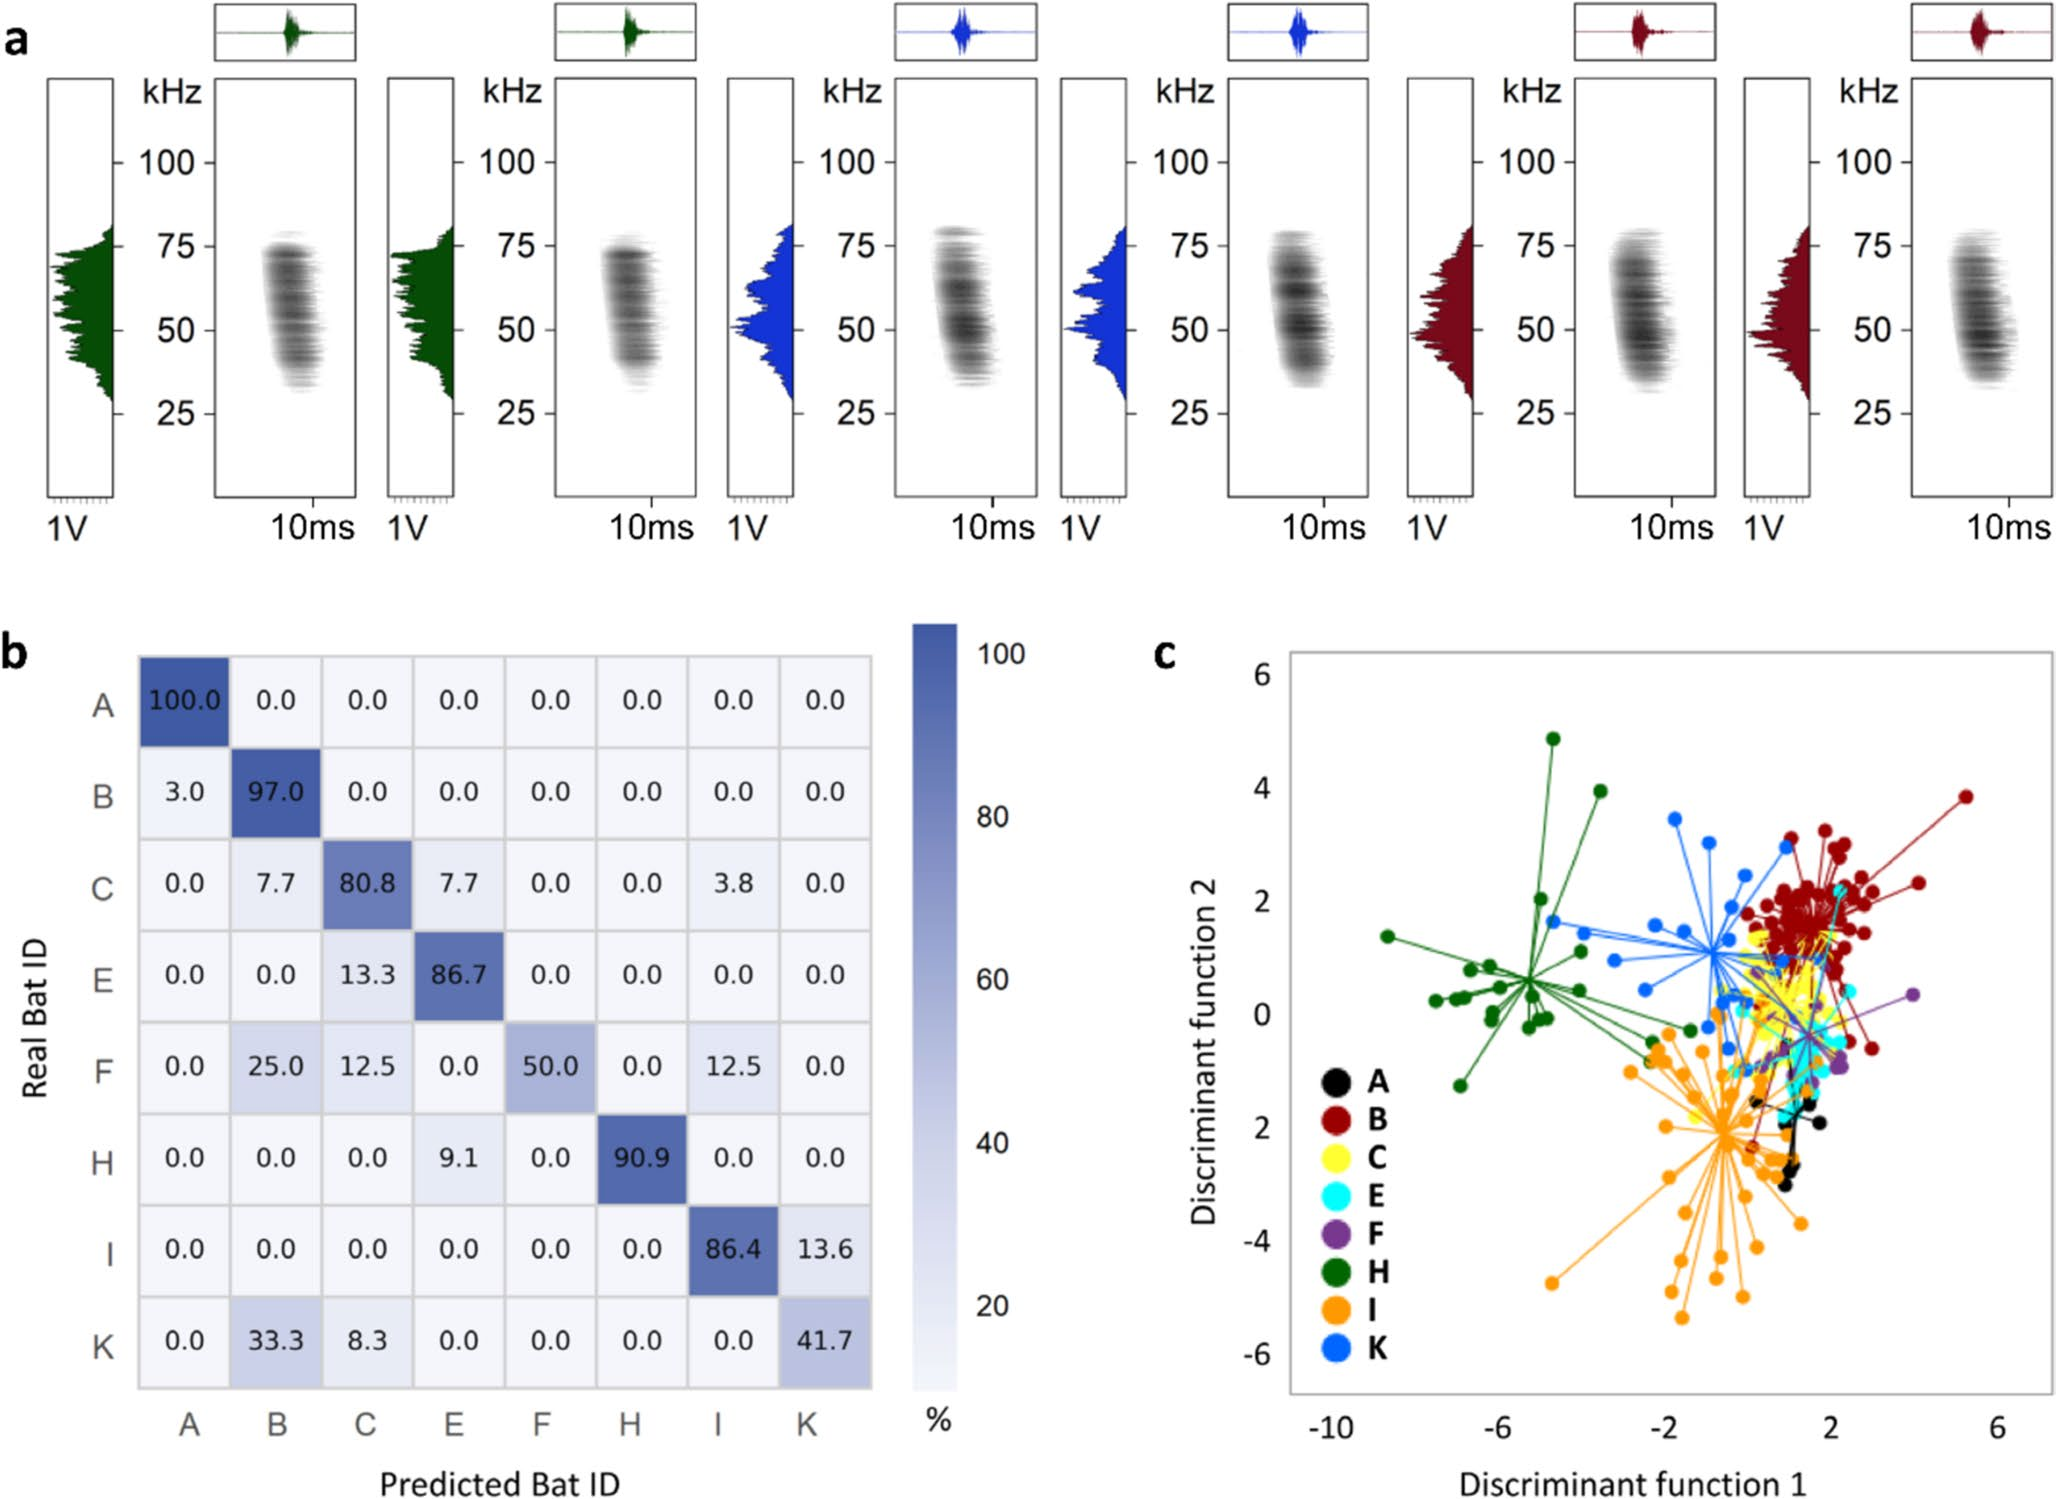 a
kHz kHz kHz kHz kHz kHz
100 100 100 100 100 100
75 75 75 75 75 75
50 50 50 50 50 50
25 25 25 25 25 25
1V 10ms 1V 10ms 1V 10ms 1V 10ms 1V 10ms 1V 10ms
b
Real Bat ID
A 100.0 0.0 0.0 0.0 0.0 0.0 0.0 0.0
B 3.0 97.0 0.0 0.0 0.0 0.0 0.0 0.0
C 0.0 7.7 80.8 7.7 0.0 0.0 3.8 0.0
E 0.0 0.0 13.3 86.7 0.0 0.0 0.0 0.0
F 0.0 25.0 12.5 0.0 50.0 0.0 12.5 0.0
H 0.0 0.0 0.0 9.1 0.0 90.9 0.0 0.0
I 0.0 0.0 0.0 0.0 0.0 0.0 86.4 13.6
K 0.0 33.3 8.3 0.0 0.0 0.0 0.0 41.7
A B C E F H I K
Predicted Bat ID
100
80
60
40
20
%
c
Discriminant function 2
6
4
2
0
2
-4
-6
A
B
C
E
F
H
I
K
-10 -6 -2 2 6
Discriminant function 1